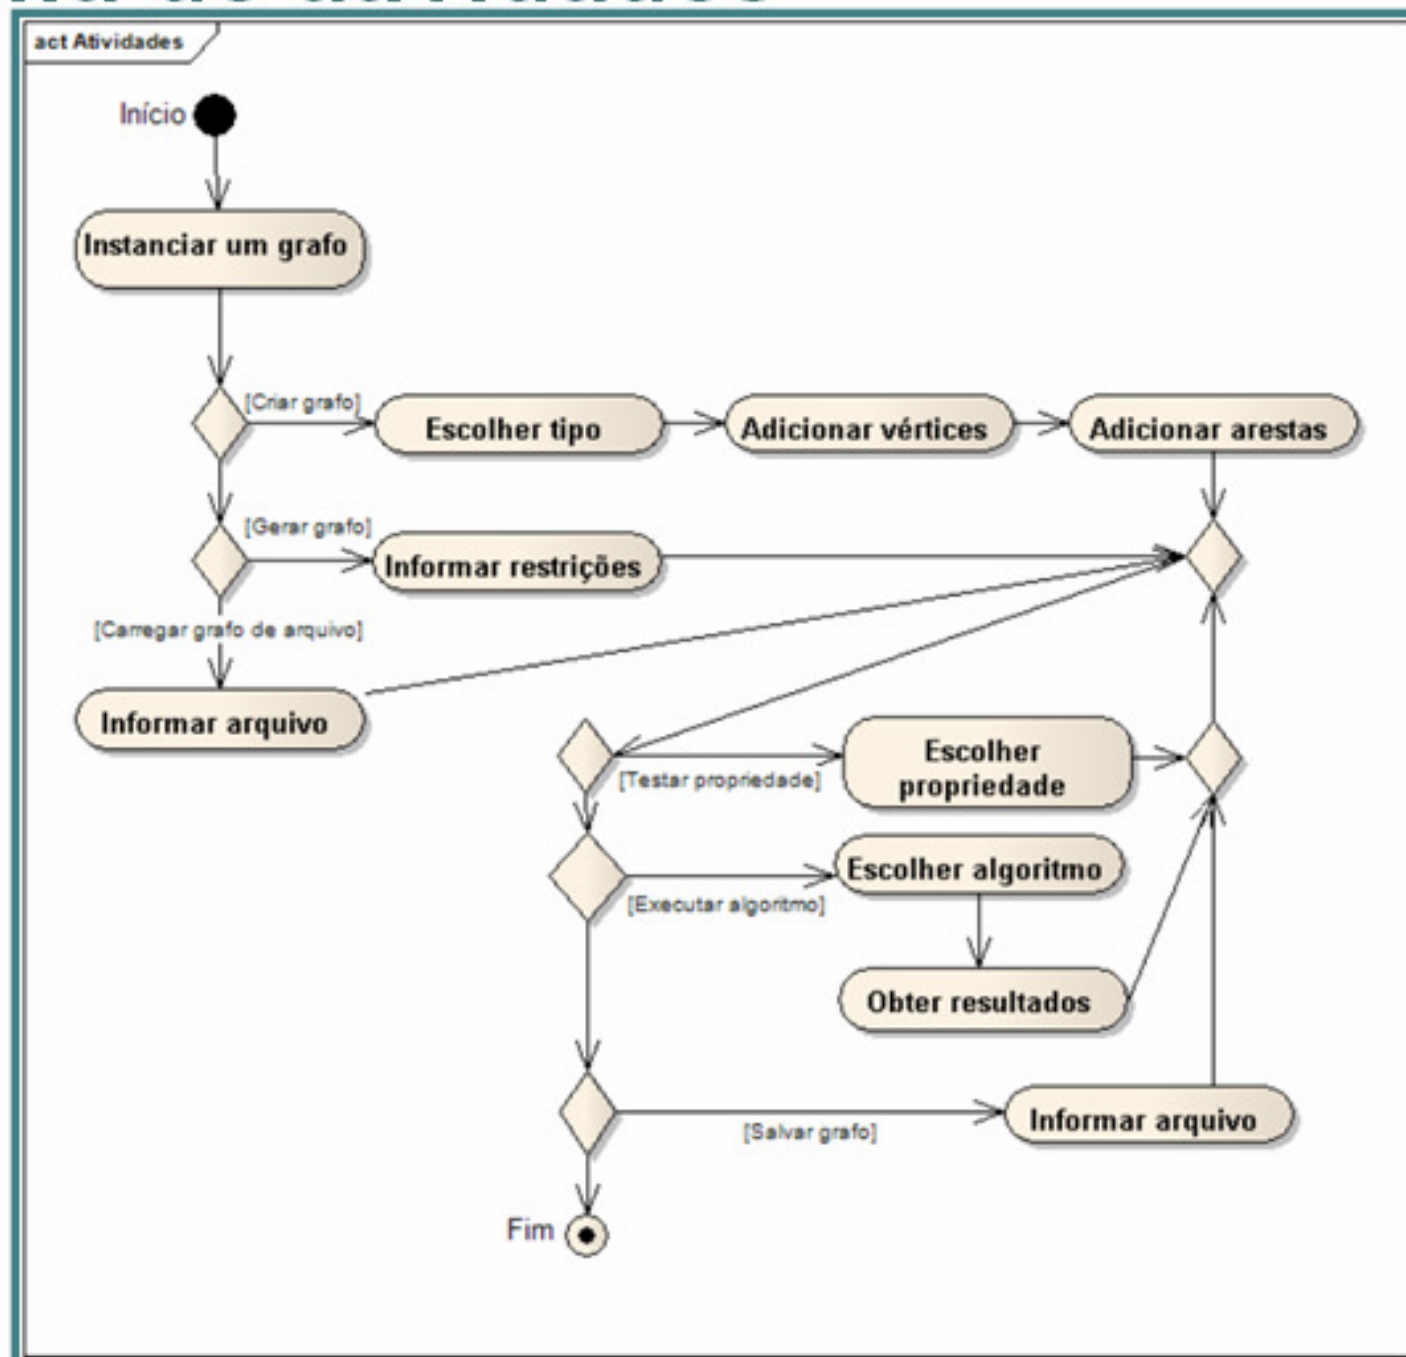 act Atividades
Início
Instanciar um grafo
[Criar grafo]
Escolher tipo
Adicionar vértices
Adicionar arestas
[Gerar grafo]
Informar restrições
[Carregar grafo de arquivo]
Informar arquivo
[Testar propriedade]
Escolher
propriedade
[Executar algoritmo]
Escolher algoritmo
Obter resultados
[Salvar grafo]
Informar arquivo
Fim